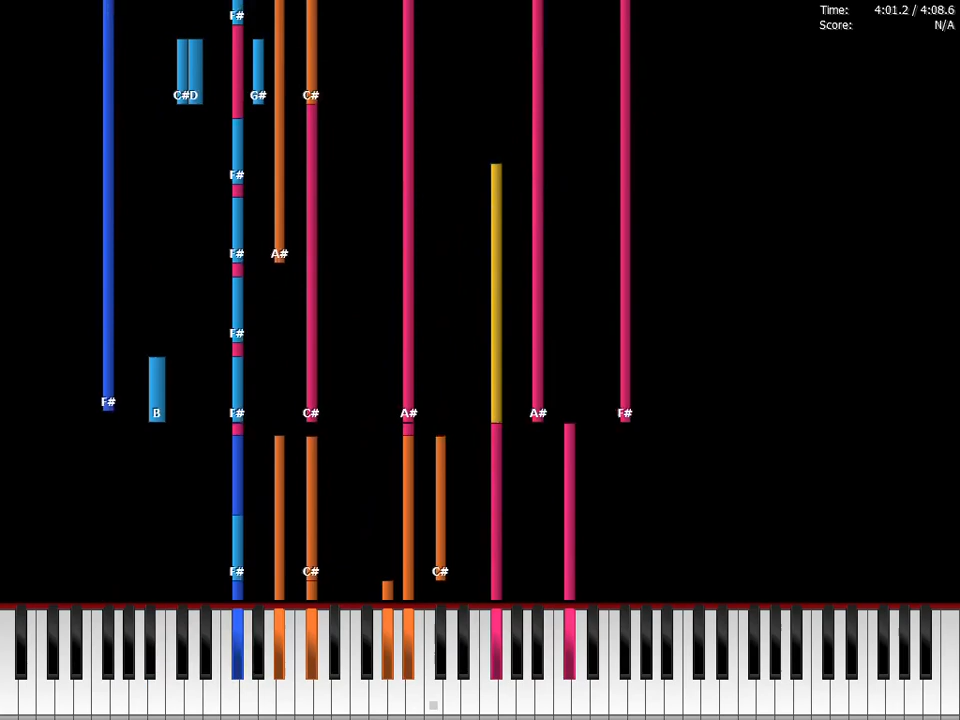 Time: 4:01.2 / 4:08.6
Score: N/A
F#
C#D G# C#
F#
F# A#
F#
F#
B F# C# A# A# F#
F# C# C#